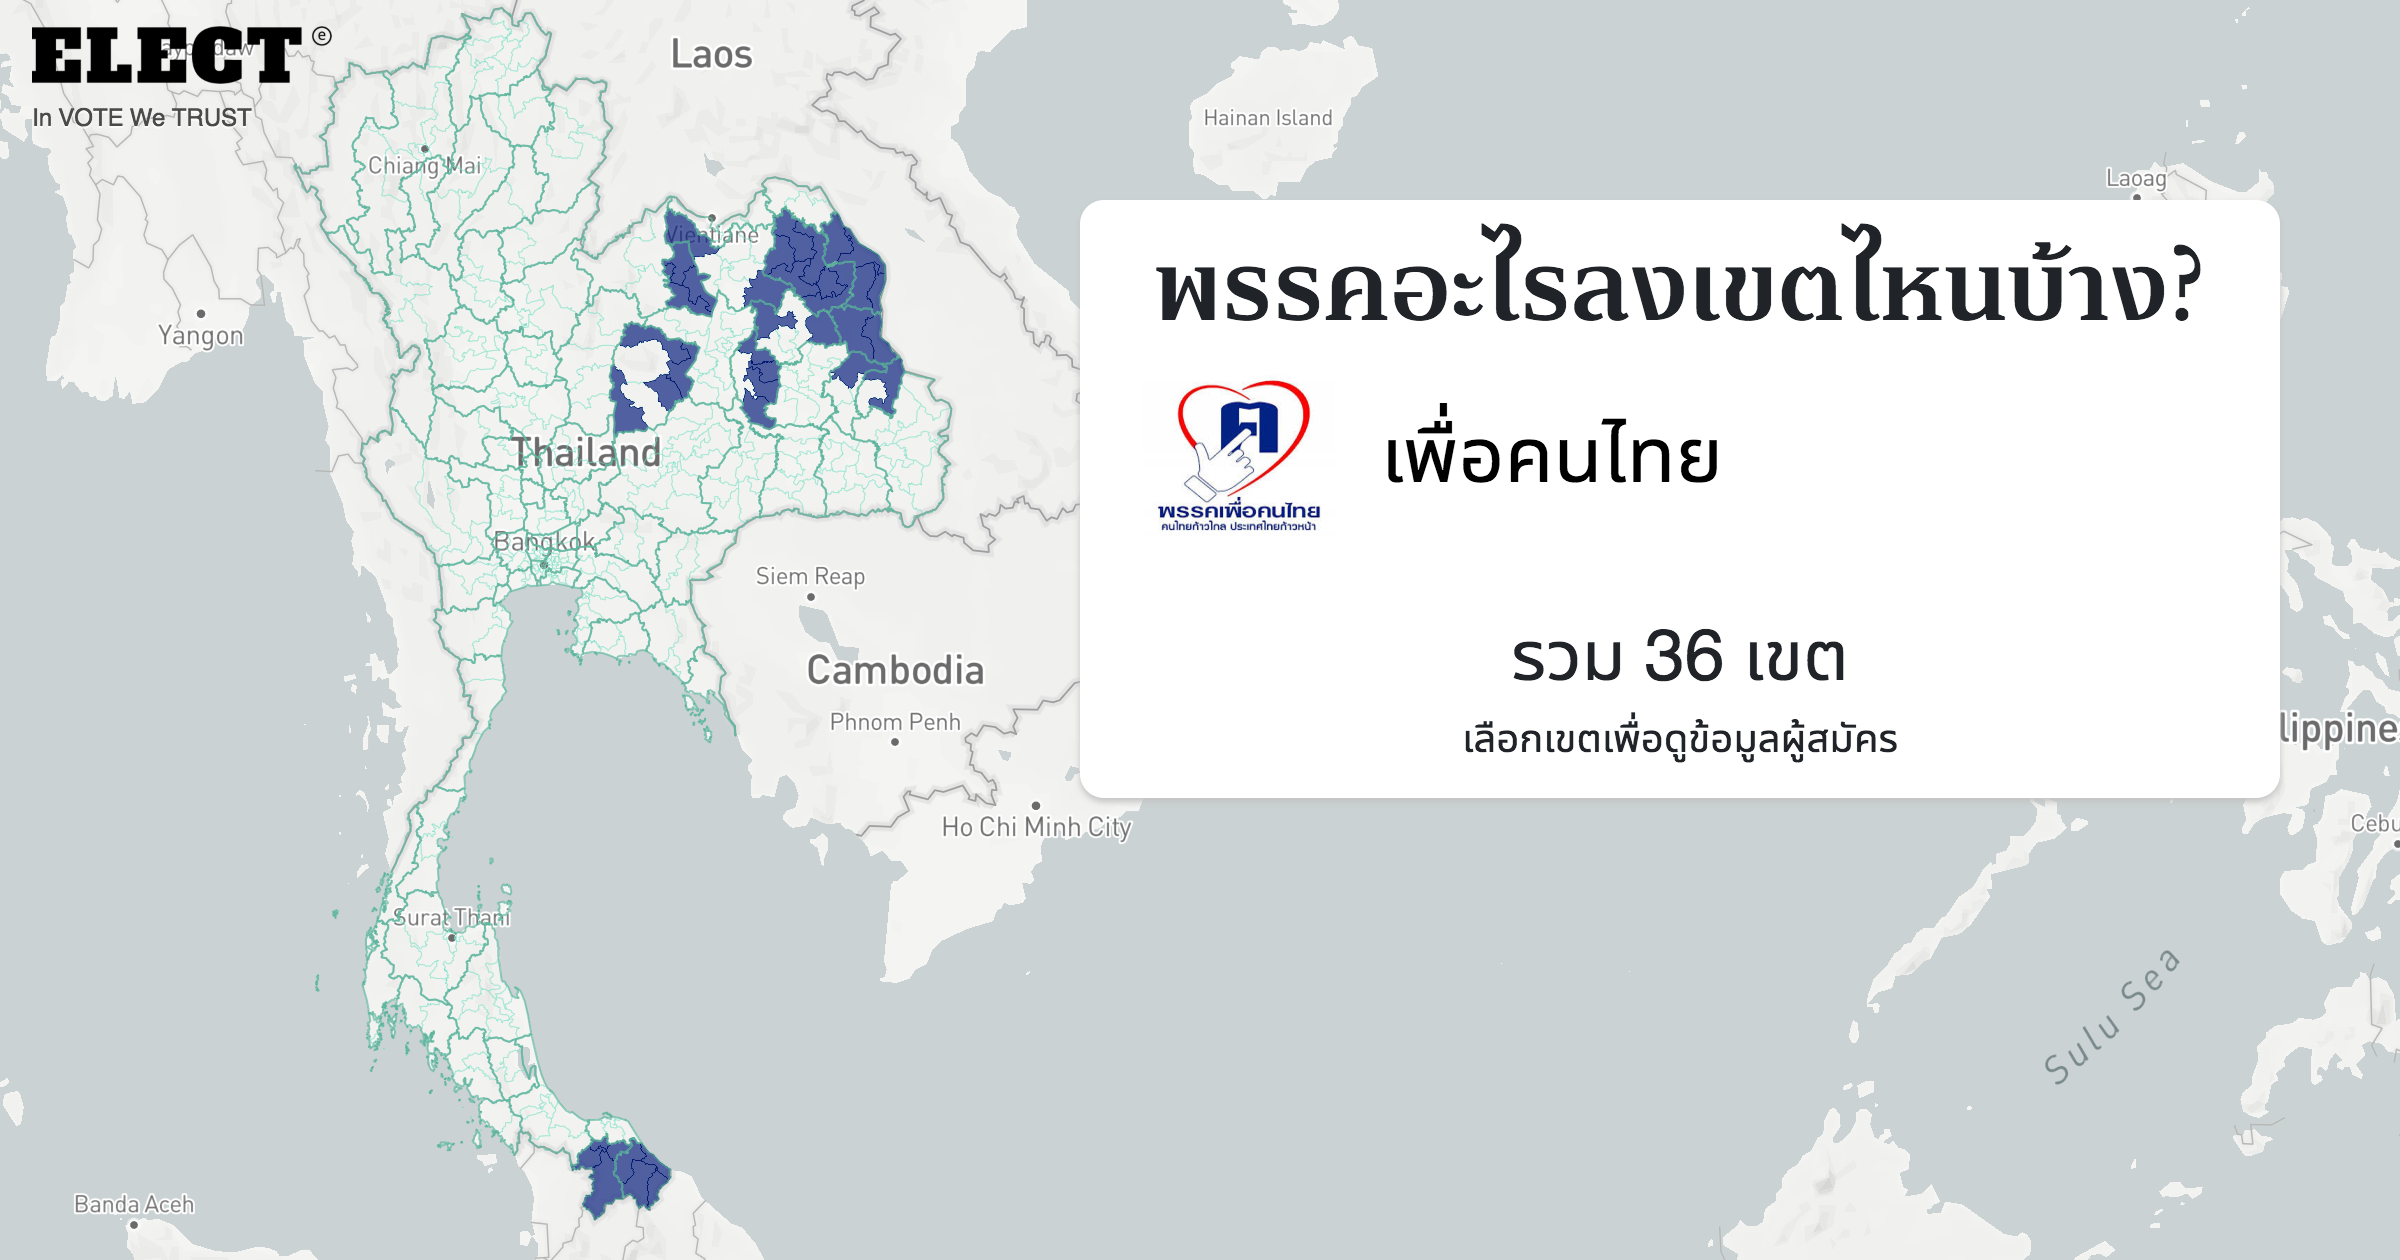 ELECT ⓔ
In VOTE We TRUST
Laos
Hainan Island
Chiang Mai
Laoag
Vientiane
Yangon
Thailand
Bangkok
Siem Reap
Cambodia
Phnom Penh
Ho Chi Minh City
Surat Thani
Banda Aceh
พรรคอะไรลงเขตไหนบ้าง?
พรรคเพื่อคนไทย
คนไทยก้าวไกล ประเทศไทยก้าวหน้า
เพื่อคนไทย
รวม 36 เขต
เลือกเขตเพื่อดูข้อมูลผู้สมัคร
lippine
Cebu
Sulu Sea